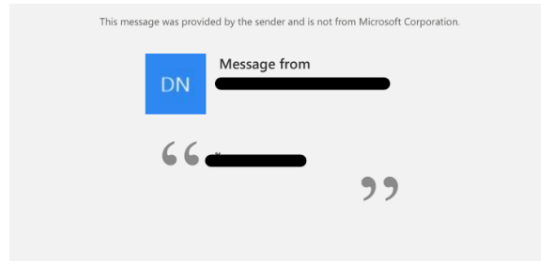 This message was provided by the sender and is not from Microsoft Corporation.
Message from
DN
“
”